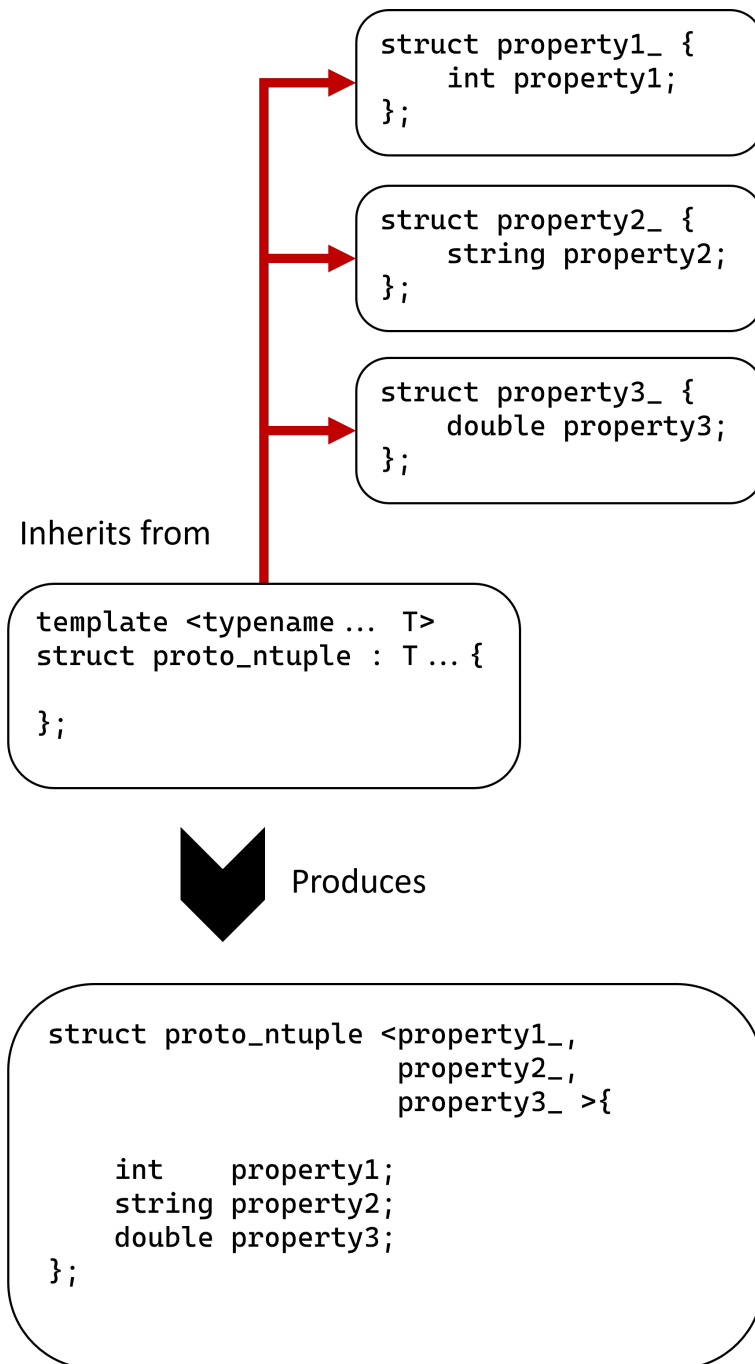 struct property1_ {
    int property1;
};
struct property2_ {
    string property2;
};
struct property3_ {
    double property3;
};
Inherits from
template <typename ... T>
struct proto_ntuple : T ... {
};
Produces
struct proto_ntuple <property1_,
                     property2_,
                     property3_ >{
    int    property1;
    string property2;
    double property3;
};